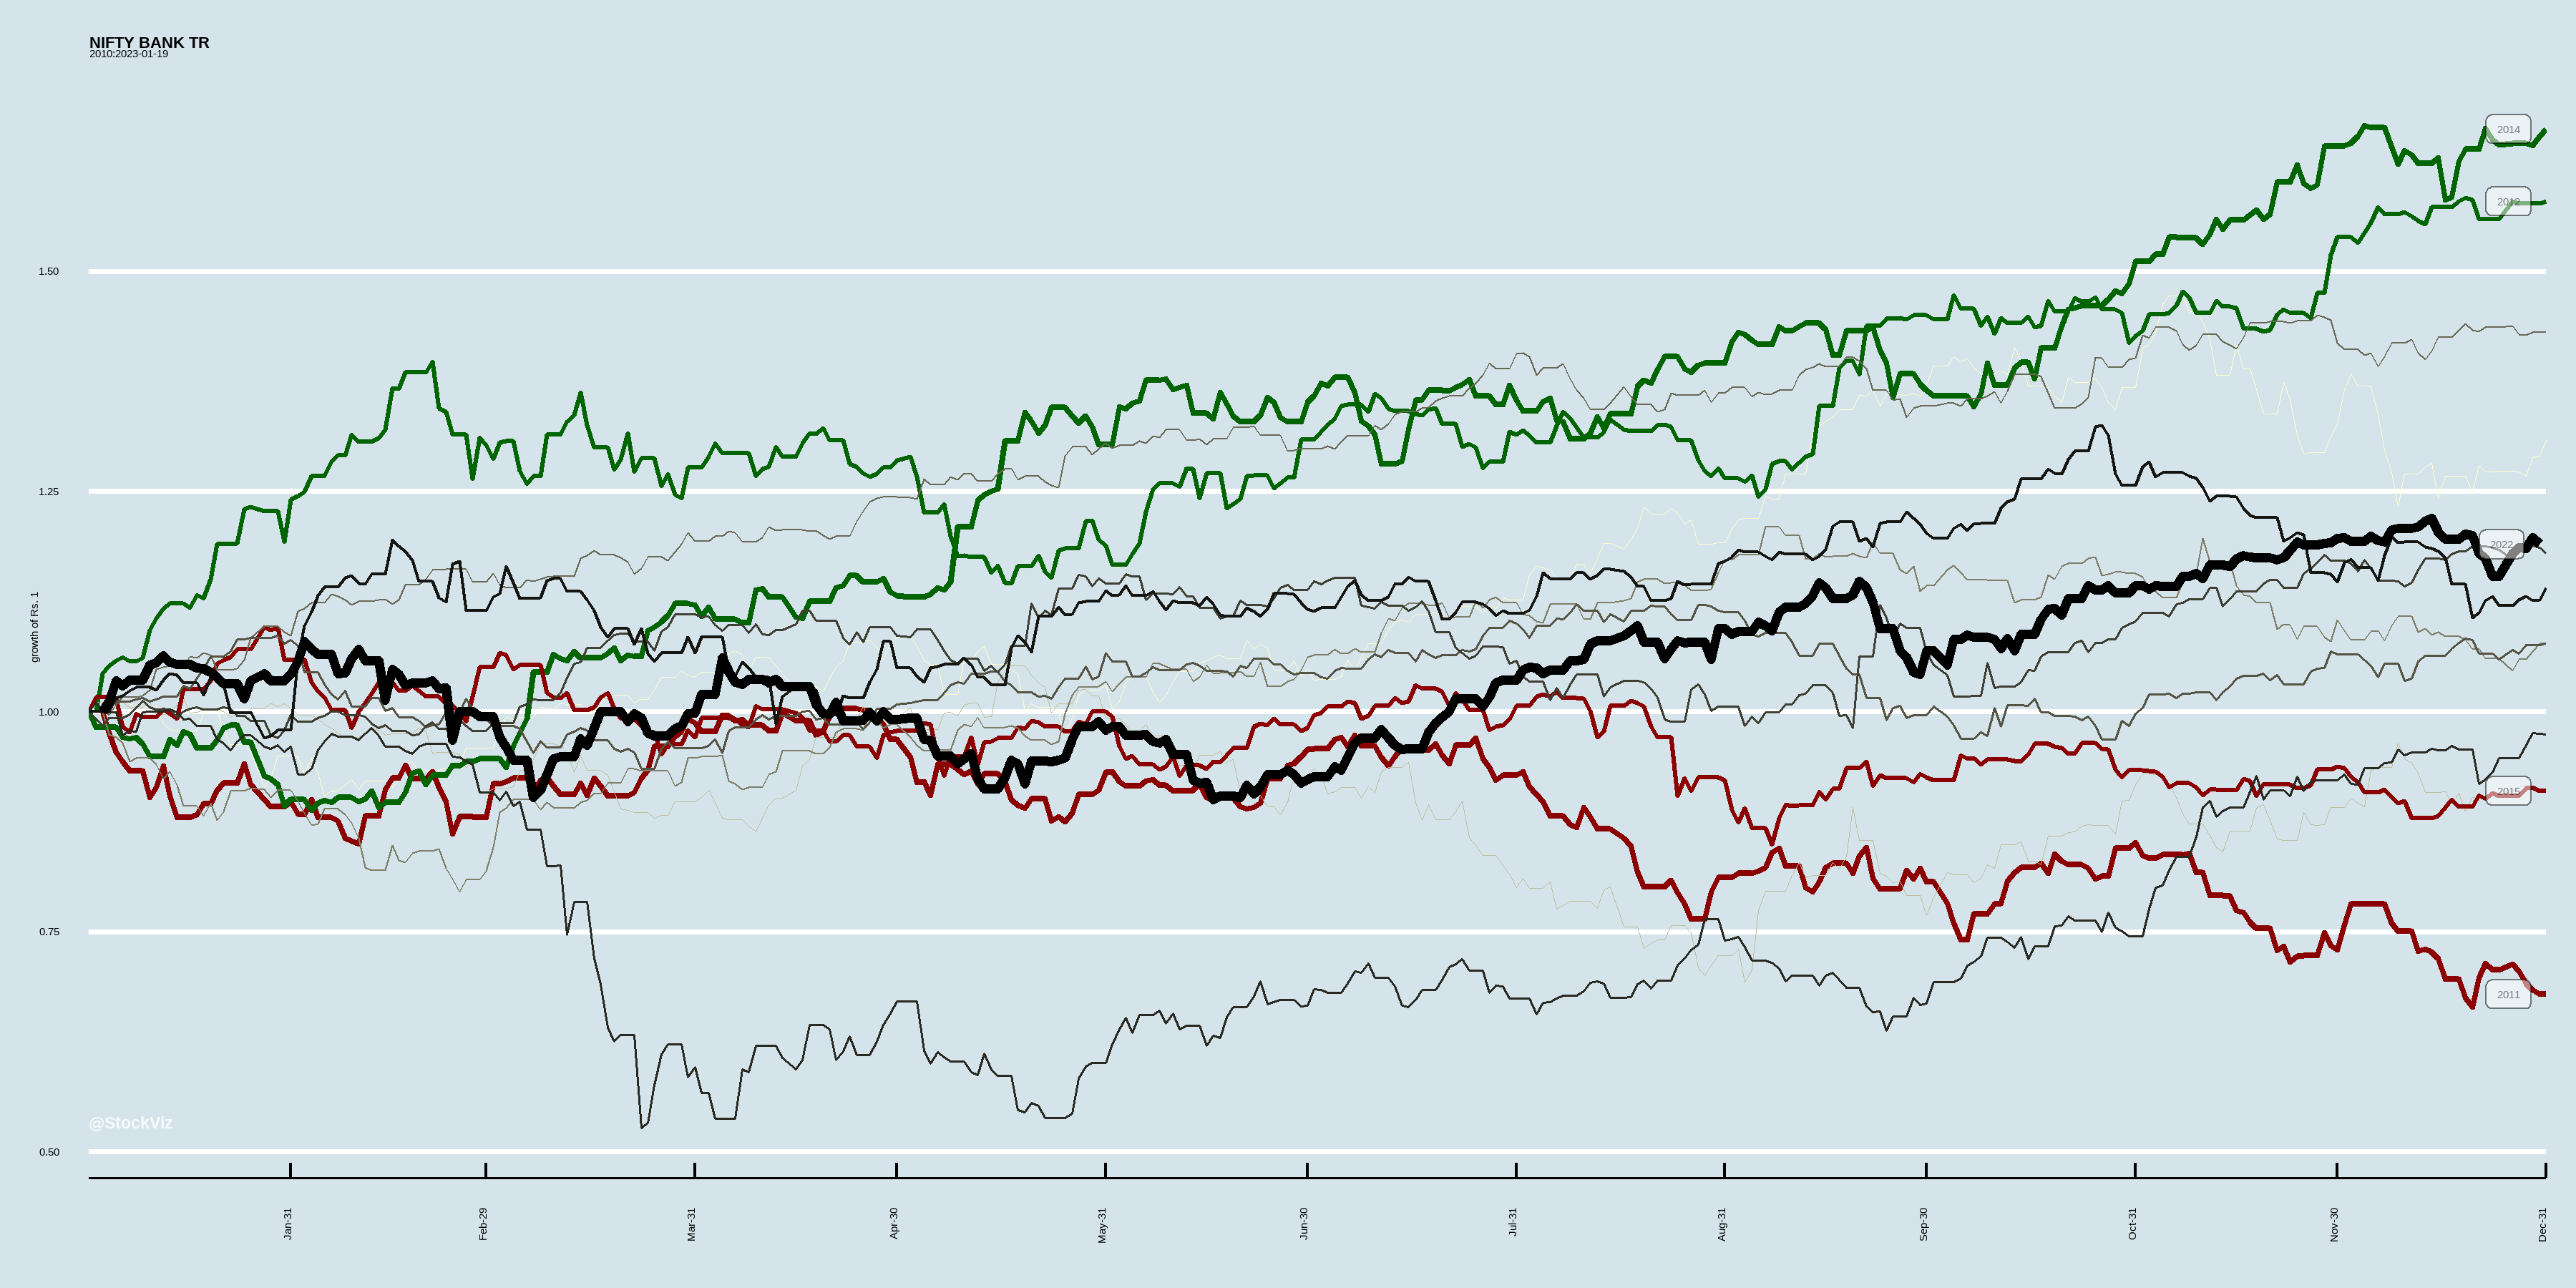 NIFTY BANK TR
2010:2023-01-19
2014
2012
1.50
1.25
2022
growth of Rs. 1
1.00
2015
0.75
2011
@StockViz
0.50
Jan-31
Feb-29
Mar-31
Apr-30
May-31
Jun-30
Jul-31
Aug-31
Sep-30
Oct-31
Nov-30
Dec-31